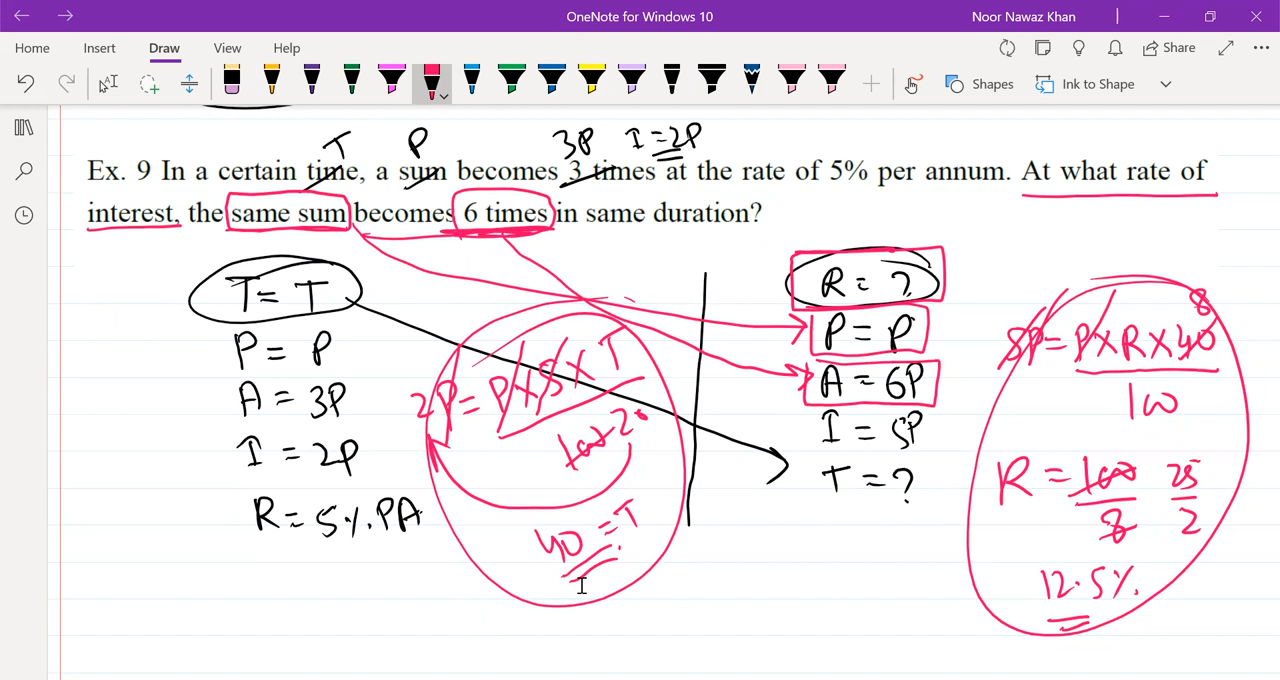 OneNote for Windows 10
Noor Nawaz Khan
Home Insert Draw View Help
Share
Shapes
Ink to Shape
T P 3P I = 2P
Ex. 9 In a certain time, a sum becomes 3 times at the rate of 5% per annum. At what rate of
interest, the same sum becomes 6 times in same duration?
T = T
P = P
A = 3P
I = 2P
R = 5 %. PA
2P = P X 5 X T
100 20
40 = T
R = ?
P = P
A = 6P
I = 5P
T = ?
5P = P X R X 40 8
100
R = 100 25
8 2
12.5 %.